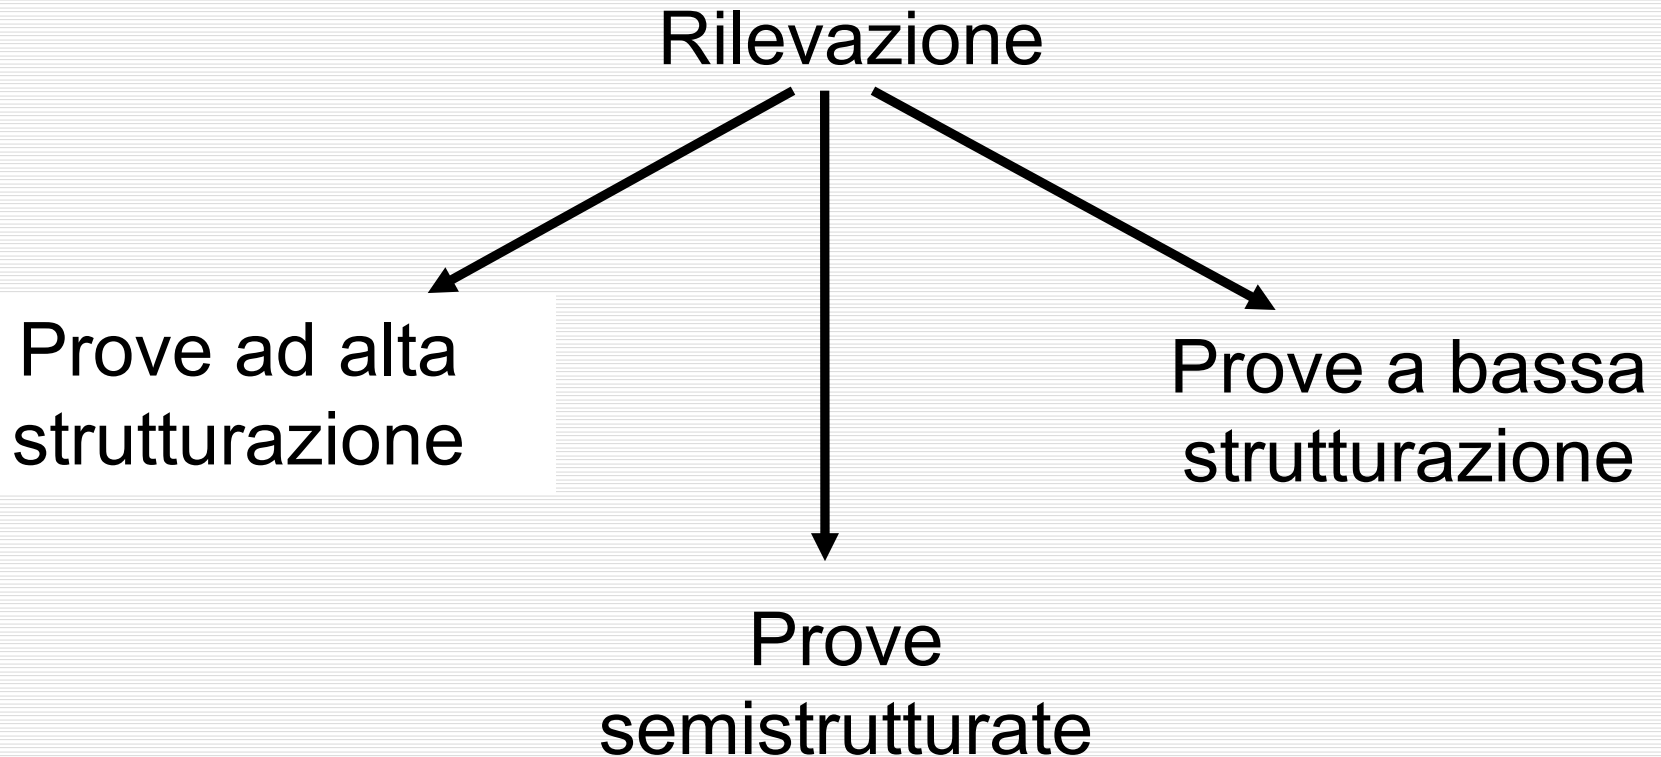 Rilevazione
Prove ad alta
strutturazione
Prove a bassa
strutturazione
Prove
semistrutturate